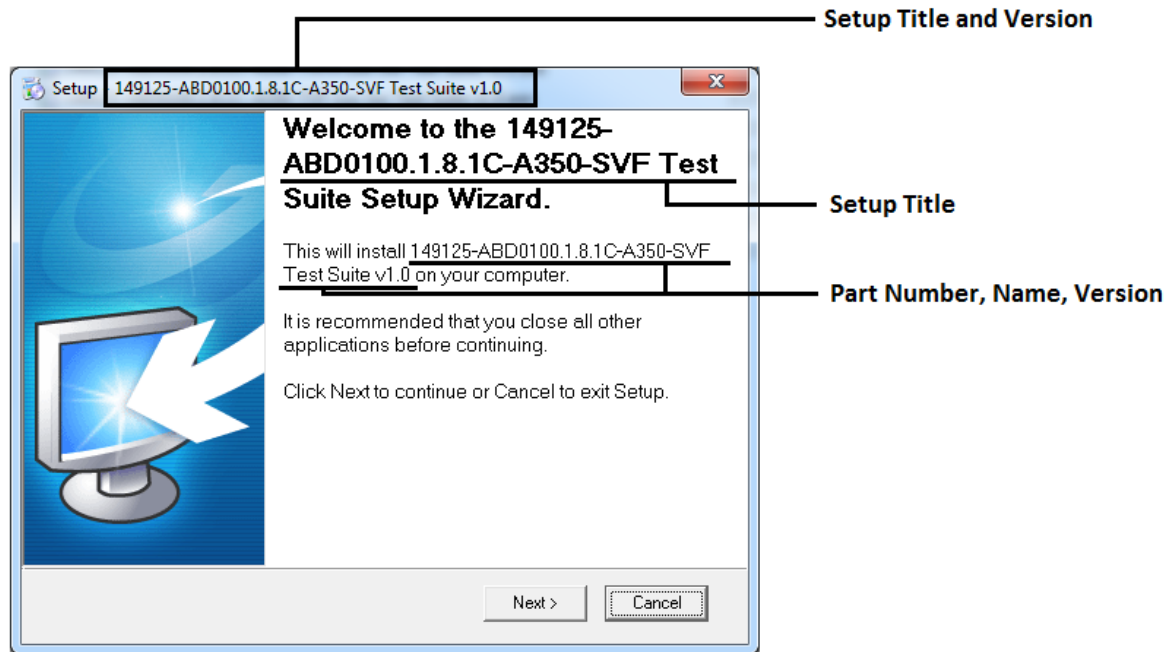 Setup Title and Version
Setup 149125-ABD0100.1.8.1C-A350-SVF Test Suite v1.0
Welcome to the 149125-
ABD0100.1.8.1C-A350-SVF Test
Suite Setup Wizard.
Setup Title
This will install 149125-ABD0100.1.8.1C-A350-SVF
Test Suite v1.0 on your computer.
Part Number, Name, Version
It is recommended that you close all other
applications before continuing.
Click Next to continue or Cancel to exit Setup.
Next >
Cancel